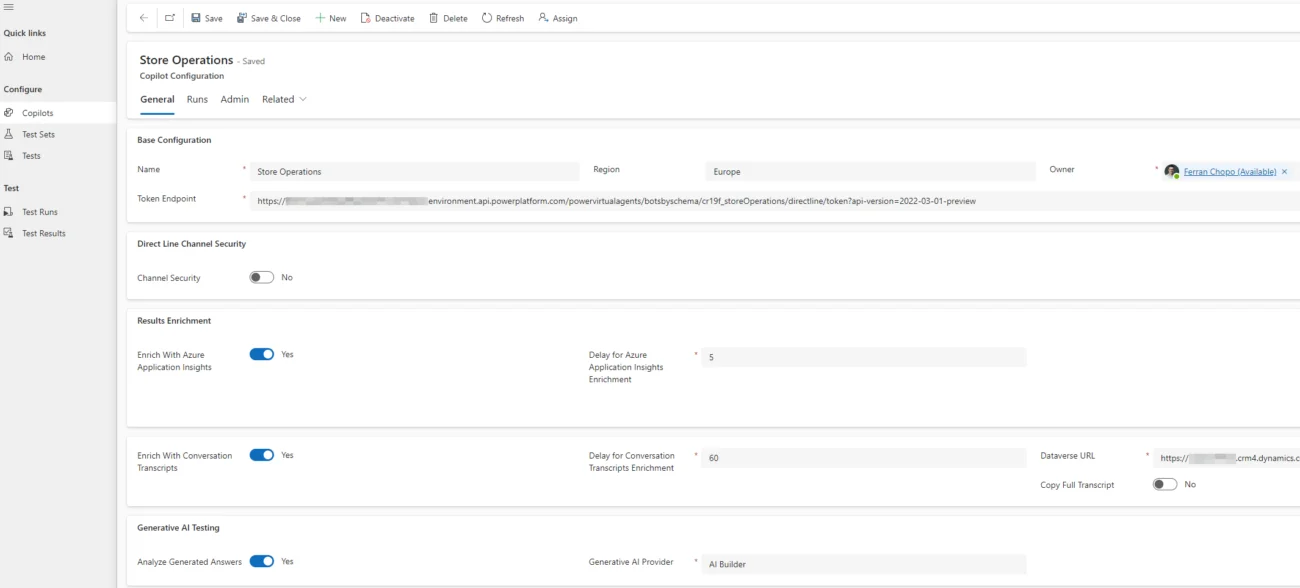 Save
Save & Close
New
Deactivate
Delete
Refresh
Assign
Quick links
Home
Configure
Copilots
Test Sets
Tests
Test
Test Runs
Test Results
Store Operations - Saved
Copilot Configuration
General Runs Admin Related
Base Configuration
Name * Store Operations
Region Europe
Owner * Ferran Chopo (Available) ×
Token Endpoint * https:// environment.api.powerplatform.com/powervirtualagents/botsbyschema/cr19f_storeOperations/directline/token?api-version=2022-03-01-preview
Direct Line Channel Security
Channel Security No
Results Enrichment
Enrich With Azure
Application Insights
Yes
Delay for Azure
Application Insights
Enrichment
* 5
Enrich With Conversation
Transcripts
Yes
Delay for Conversation
Transcripts Enrichment
* 60
Dataverse URL * https:// .crm4.dynamics.c
Copy Full Transcript No
Generative AI Testing
Analyze Generated Answers Yes
Generative AI Provider * AI Builder